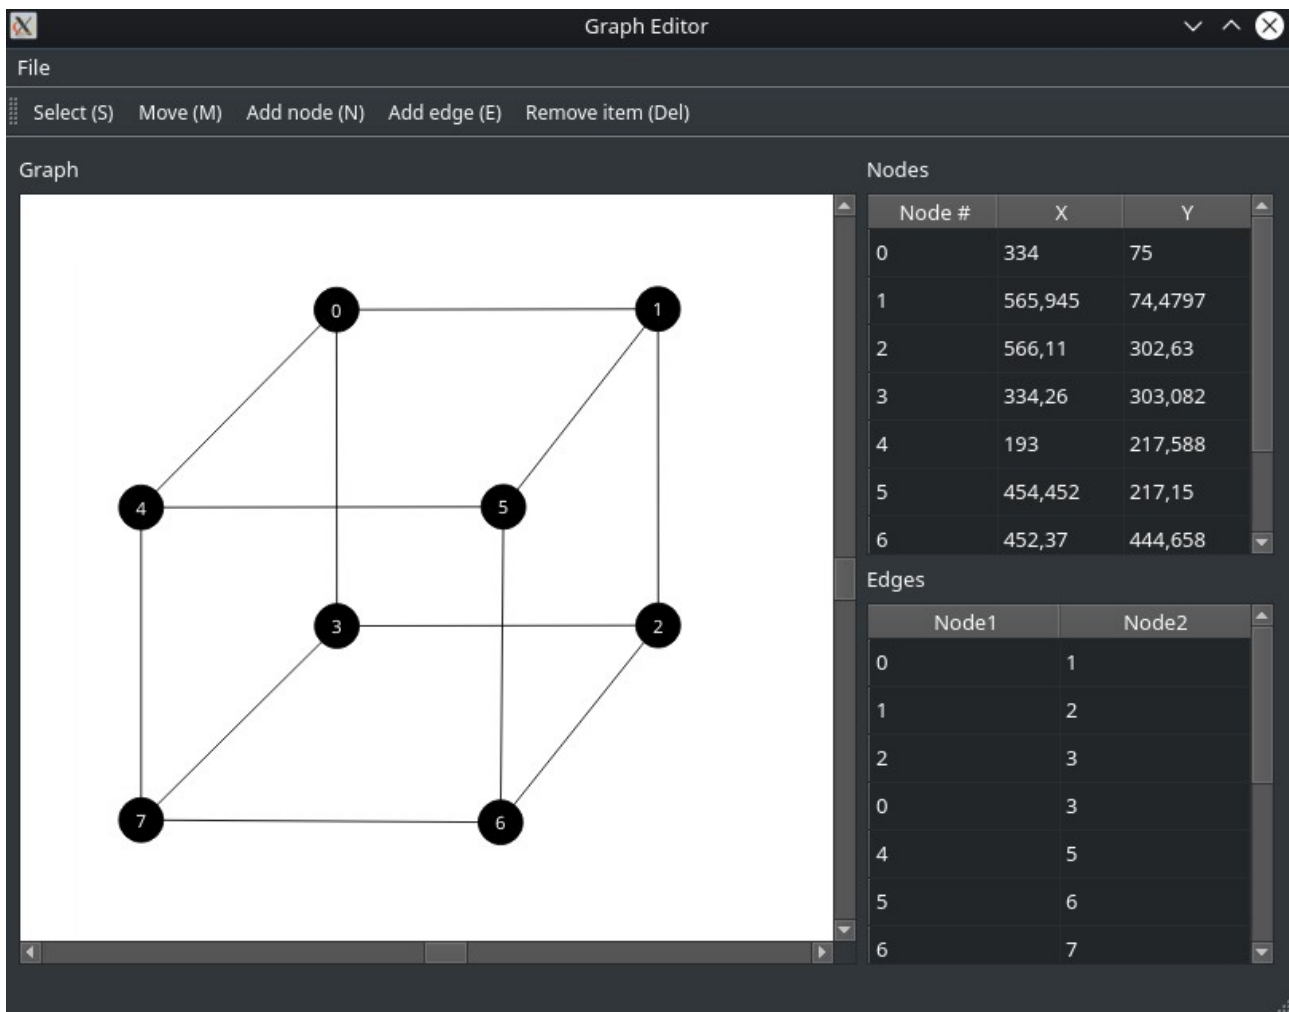 Graph Editor
File
Select (S) Move (M) Add node (N) Add edge (E) Remove item (Del)
Graph
0 1
4 5
3 2
7 6
Nodes
Node # X Y
0 334 75
1 565,945 74,4797
2 566,11 302,63
3 334,26 303,082
4 193 217,588
5 454,452 217,15
6 452,37 444,658
Edges
Node1 Node2
0 1
1 2
2 3
0 3
4 5
5 6
6 7